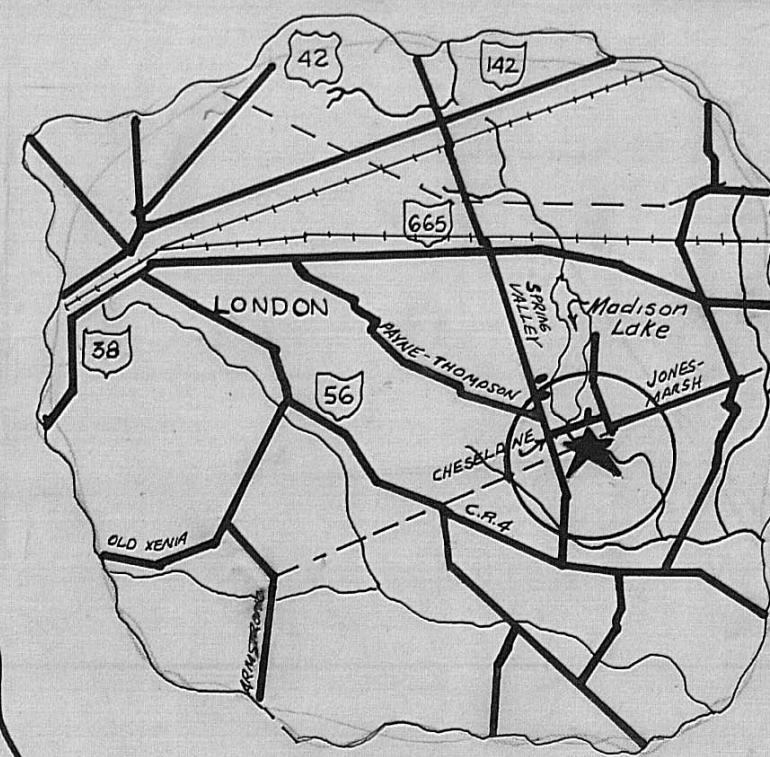 42
142
665
SPRING
VALLEY
LONDON
Madison
Lake
38
PAYNE-THOMPSON
JONES-
MARSH
56
CHESELDINE
C.R.4
OLD XENIA
ARMSTRONG